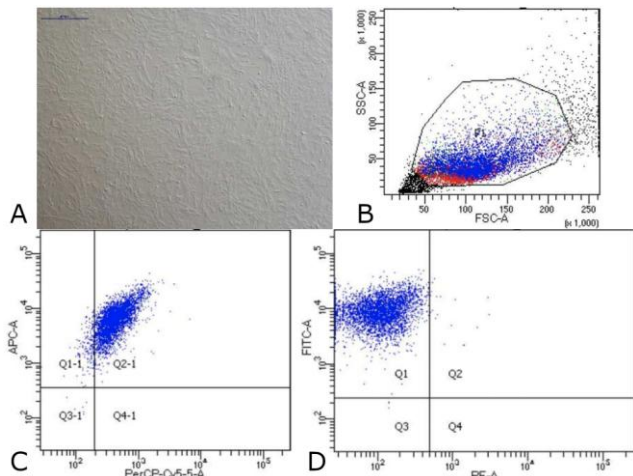 A
B
(x 1,000)
SSC-A
250
200
150
100
50
P1
50 100 150 200 250
FSC-A
(x 1,000)
C
APC-A
10^5
10^4
10^3
10^2
Q1-1 Q2-1
Q3-1 Q4-1
10^2 10^3 10^4 10^5
PerCP-Cy5-5-A
D
FITC-A
10^5
10^4
10^3
10^2
Q1 Q2
Q3 Q4
10^2 10^3 10^4 10^5
PE-A